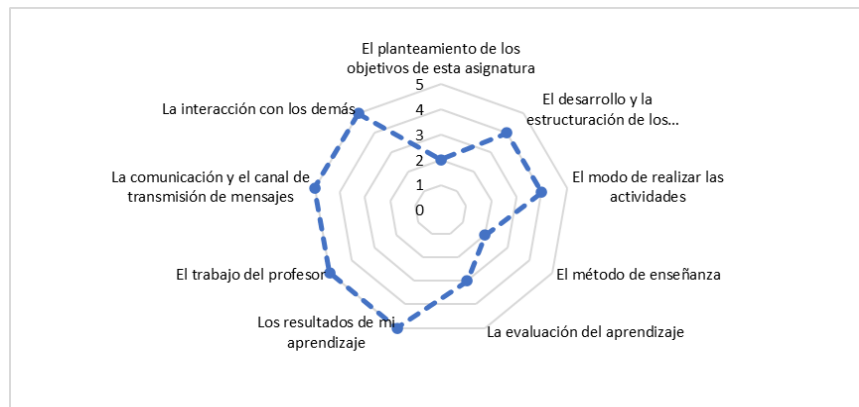 El planteamiento de los
objetivos de esta asignatura
5
4
3
2
1
0
El desarrollo y la
estructuración de los...
El modo de realizar las
actividades
El método de enseñanza
La evaluación del aprendizaje
Los resultados de mi
aprendizaje
El trabajo del profesor
La comunicación y el canal de
transmisión de mensajes
La interacción con los demás